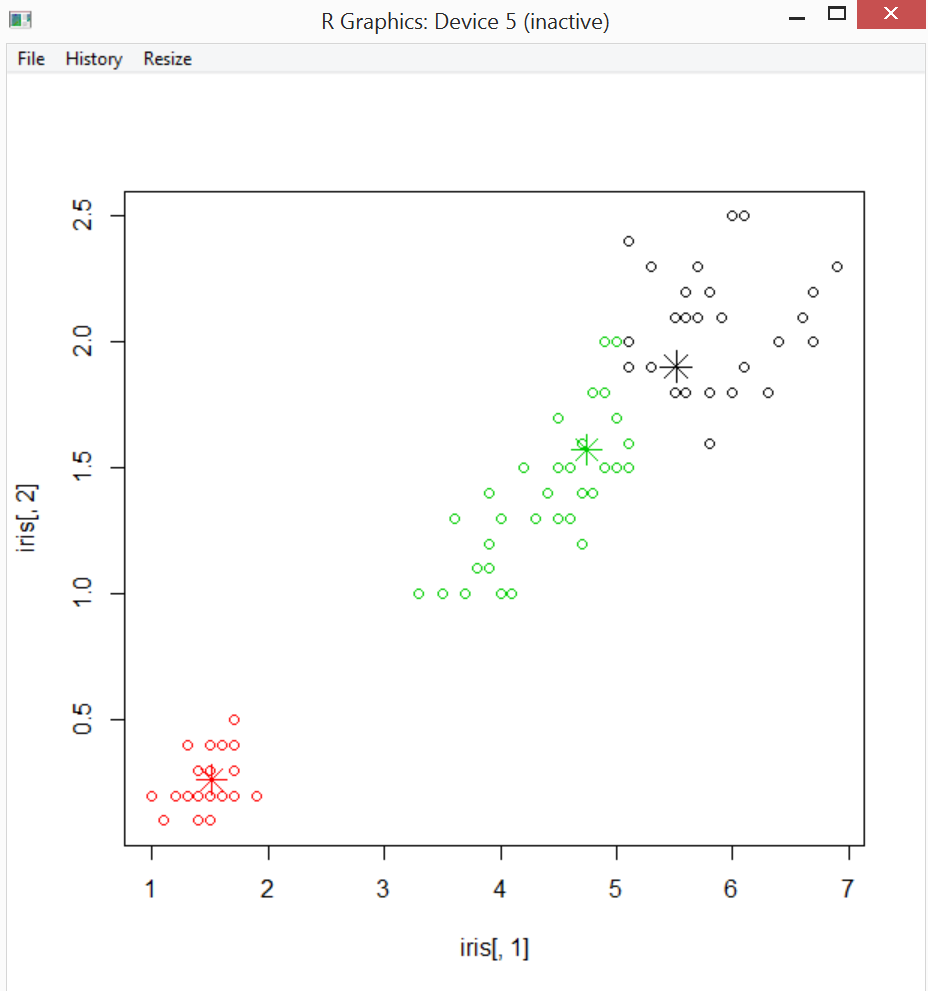 R Graphics: Device 5 (inactive)
File History Resize
2.5
2.0
1.5
1.0
0.5
iris[, 2]
1 2 3 4 5 6 7
iris[, 1]